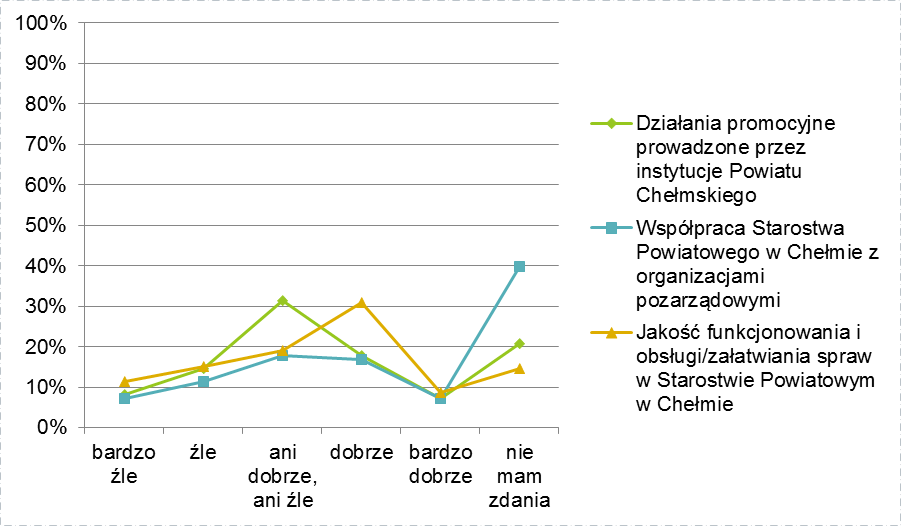 100%
90%
80%
70%
60%
50%
40%
30%
20%
10%
0%
bardzo
źle
źle
ani
dobrze,
ani źle
dobrze
bardzo
dobrze
nie
mam
zdania
Działania promocyjne
prowadzone przez
instytucje Powiatu
Chełmskiego
Współpraca Starostwa
Powiatowego w Chełmie z
organizacjami
pozarządowymi
Jakość funkcjonowania i
obsługi/załatwiania spraw
w Starostwie Powiatowym
w Chełmie